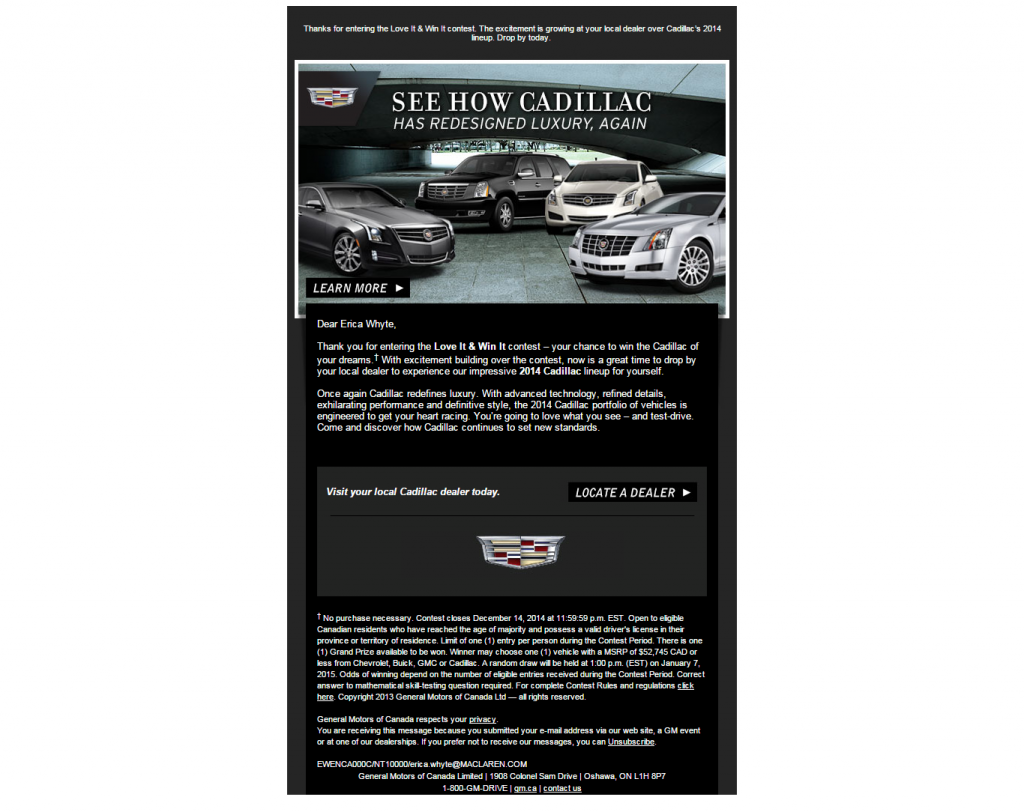 Thanks for entering the Love It & Win It contest. The excitement is growing at your local dealer over Cadillac's 2014
lineup. Drop by today.
SEE HOW CADILLAC
HAS REDESIGNED LUXURY, AGAIN
LEARN MORE ►
Dear Erica Whyte,
Thank you for entering the Love It & Win It contest – your chance to win the Cadillac of
your dreams.† With excitement building over the contest, now is a great time to drop by
your local dealer to experience our impressive 2014 Cadillac lineup for yourself.
Once again Cadillac redefines luxury. With advanced technology, refined details,
exhilarating performance and definitive style, the 2014 Cadillac portfolio of vehicles is
engineered to get your heart racing. You're going to love what you see – and test-drive.
Come and discover how Cadillac continues to set new standards.
Visit your local Cadillac dealer today.
LOCATE A DEALER ►
† No purchase necessary. Contest closes December 14, 2014 at 11:59:59 p.m. EST. Open to eligible
Canadian residents who have reached the age of majority and possess a valid driver's license in their
province or territory of residence. Limit of one (1) entry per person during the Contest Period. There is one
(1) Grand Prize available to be won. Winner may choose one (1) vehicle with a MSRP of $52,745 CAD or
less from Chevrolet, Buick, GMC or Cadillac. A random draw will be held at 1:00 p.m. (EST) on January 7,
2015. Odds of winning depend on the number of eligible entries received during the Contest Period. Correct
answer to mathematical skill-testing question required. For complete Contest Rules and regulations click
here. Copyright 2013 General Motors of Canada Ltd — all rights reserved.
General Motors of Canada respects your privacy.
You are receiving this message because you submitted your e-mail address via our web site, a GM event
or at one of our dealerships. If you prefer not to receive our messages, you can Unsubscribe.
EWENCA000C/NT10000/erica.whyte@MACLAREN.COM
General Motors of Canada Limited | 1908 Colonel Sam Drive | Oshawa, ON L1H 8P7
1-800-GM-DRIVE | gm.ca | contact us